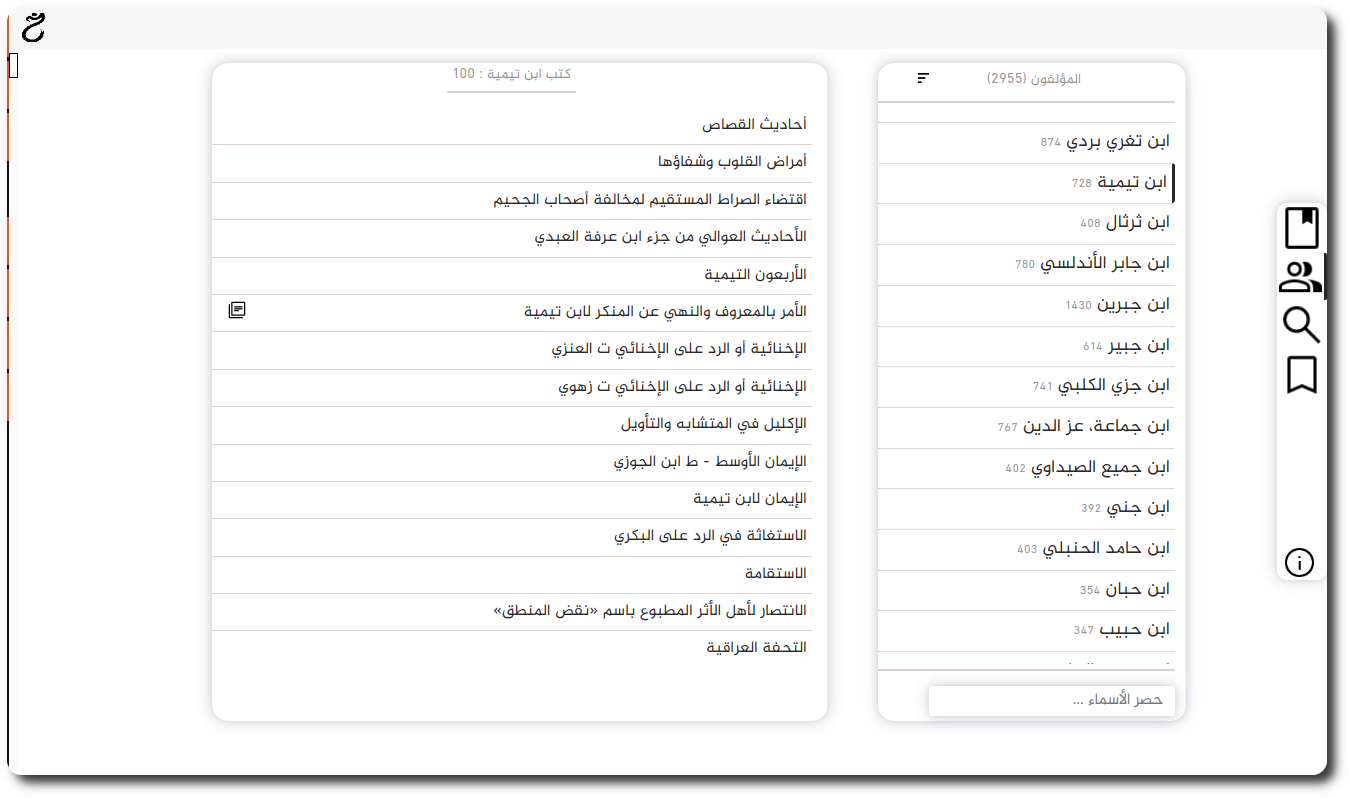 المؤلفون (2955)
ابن تغري بردي 874
ابن تيمية 728
ابن ثرثال 408
ابن جابر الأندلسي 780
ابن جبرين 1430
ابن جبير 614
ابن جزي الكلبي 741
ابن جماعة، عز الدين 767
ابن جميع الصيداوي 402
ابن جني 392
ابن حامد الحنبلي 403
ابن حبان 354
ابن حبيب 347
حصر الأسماء ...
كتب ابن تيمية : 100
أحاديث القصاص
أمراض القلوب وشفاؤها
اقتضاء الصراط المستقيم لمخالفة أصحاب الجحيم
الأحاديث العوالي من جزء ابن عرفة العبدي
الأربعون التيمية
الأمر بالمعروف والنهي عن المنكر لابن تيمية
الإخنائية أو الرد على الإخنائي ت العنزي
الإخنائية أو الرد على الإخنائي ت زهوي
الإكليل في المتشابه والتأويل
الإيمان الأوسط - ط ابن الجوزي
الإيمان لابن تيمية
الاستغاثة في الرد على البكري
الاستقامة
الانتصار لأهل الأثر المطبوع باسم «نقض المنطق»
التحفة العراقية